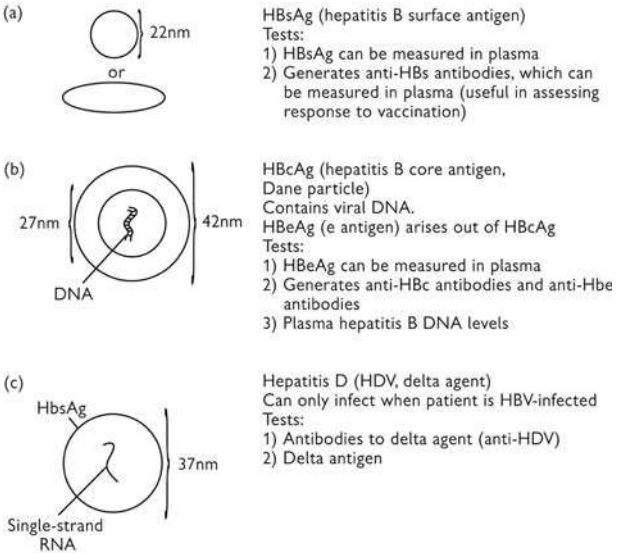 (a)
22nm
or
HBsAg (hepatitis B surface antigen)
Tests:
1) HBsAg can be measured in plasma
2) Generates anti-HBs antibodies, which can
be measured in plasma (useful in assessing
response to vaccination)
(b)
27nm
42nm
DNA
HBcAg (hepatitis B core antigen,
Dane particle)
Contains viral DNA.
HBeAg (e antigen) arises out of HBcAg
Tests:
1) HBeAg can be measured in plasma
2) Generates anti-HBc antibodies and anti-Hbe
antibodies
3) Plasma hepatitis B DNA levels
(c)
HbsAg
37nm
Single-strand
RNA
Hepatitis D (HDV, delta agent)
Can only infect when patient is HBV-infected
Tests:
1) Antibodies to delta agent (anti-HDV)
2) Delta antigen